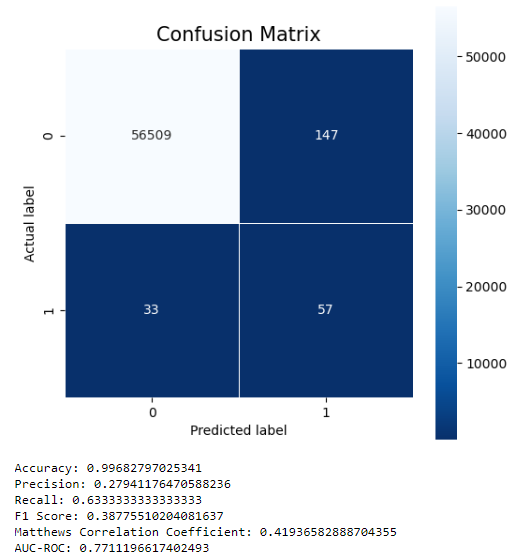 Confusion Matrix
50000
0
56509
147
40000
Actual label
30000
20000
1
33
57
10000
0
1
Predicted label
Accuracy: 0.99682797025341
Precision: 0.27941176470588236
Recall: 0.6333333333333333
F1 Score: 0.38775510204081637
Matthews Correlation Coefficient: 0.41936582888704355
AUC-ROC: 0.7711196617402493